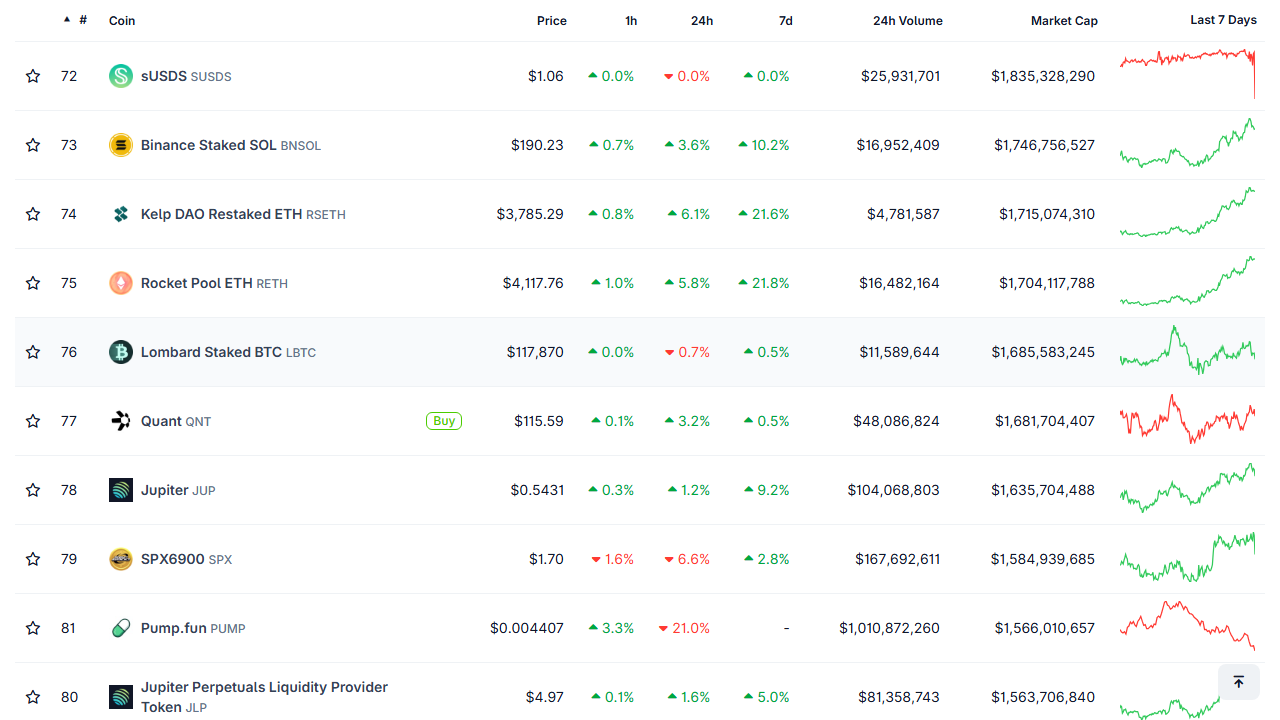 ▲ # Coin Price 1h 24h 7d 24h Volume Market Cap Last 7 Days
72 sUSDS SUSDS $1.06 ▲ 0.0% ▼ 0.0% ▲ 0.0% $25,931,701 $1,835,328,290
73 Binance Staked SOL BNSOL $190.23 ▲ 0.7% ▲ 3.6% ▲ 10.2% $16,952,409 $1,746,756,527
74 Kelp DAO Restaked ETH RSETH $3,785.29 ▲ 0.8% ▲ 6.1% ▲ 21.6% $4,781,587 $1,715,074,310
75 Rocket Pool ETH RETH $4,117.76 ▲ 1.0% ▲ 5.8% ▲ 21.8% $16,482,164 $1,704,117,788
76 Lombard Staked BTC LBTC $117,870 ▲ 0.0% ▼ 0.7% ▲ 0.5% $11,589,644 $1,685,583,245
77 Quant QNT Buy $115.59 ▲ 0.1% ▲ 3.2% ▲ 0.5% $48,086,824 $1,681,704,407
78 Jupiter JUP $0.5431 ▲ 0.3% ▲ 1.2% ▲ 9.2% $104,068,803 $1,635,704,488
79 SPX6900 SPX $1.70 ▼ 1.6% ▼ 6.6% ▲ 2.8% $167,692,611 $1,584,939,685
81 Pump.fun PUMP $0.004407 ▲ 3.3% ▼ 21.0% - $1,010,872,260 $1,566,010,657
80 Jupiter Perpetuals Liquidity Provider
Token JLP $4.97 ▲ 0.1% ▲ 1.6% ▲ 5.0% $81,358,743 $1,563,706,840